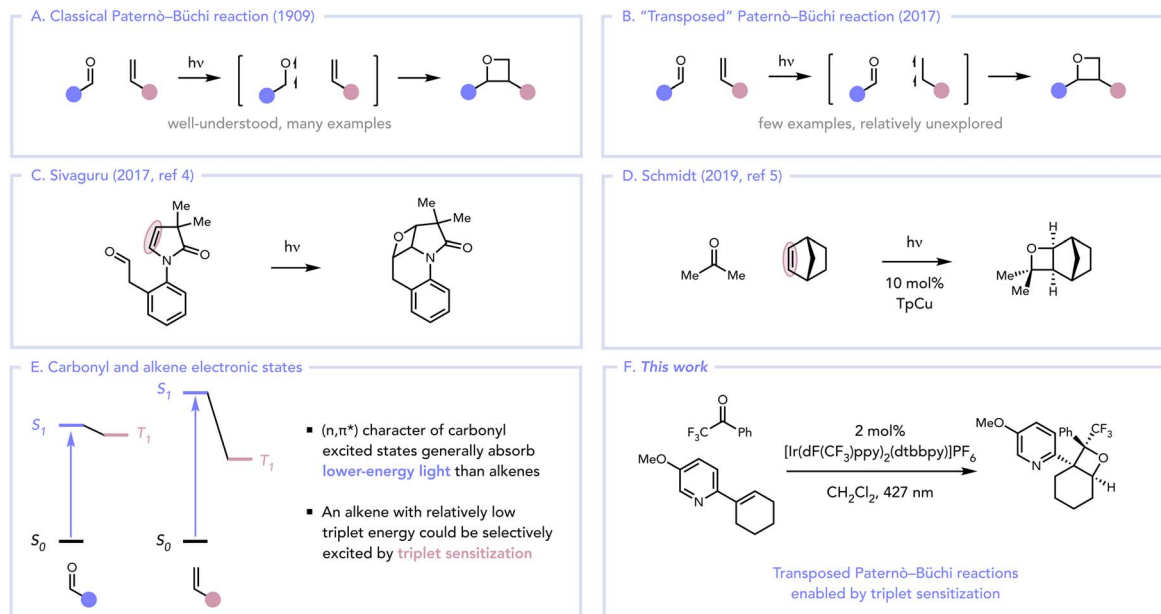 A. Classical Paternò–Büchi reaction (1909)
O
hν
O
O
well-understood, many examples
B. “Transposed” Paternò–Büchi reaction (2017)
O
hν
O
O
few examples, relatively unexplored
C. Sivaguru (2017, ref 4)
Me
Me
O
N
O
hν
Me
Me
O
O
N
D. Schmidt (2019, ref 5)
O
Me Me
hν
10 mol%
TpCu
H
O
Me
Me
H
E. Carbonyl and alkene electronic states
S1
T1
S0
O
S1
T1
S0
▪ (n,π*) character of carbonyl
excited states generally absorb
lower-energy light than alkenes
▪ An alkene with relatively low
triplet energy could be selectively
excited by triplet sensitization
F. This work
O
F3C Ph
MeO
N
2 mol%
[Ir(dF(CF3)ppy)2(dtbbpy)]PF6
CH2Cl2, 427 nm
MeO
Ph CF3
N
O
H
Transposed Paternò–Büchi reactions
enabled by triplet sensitization